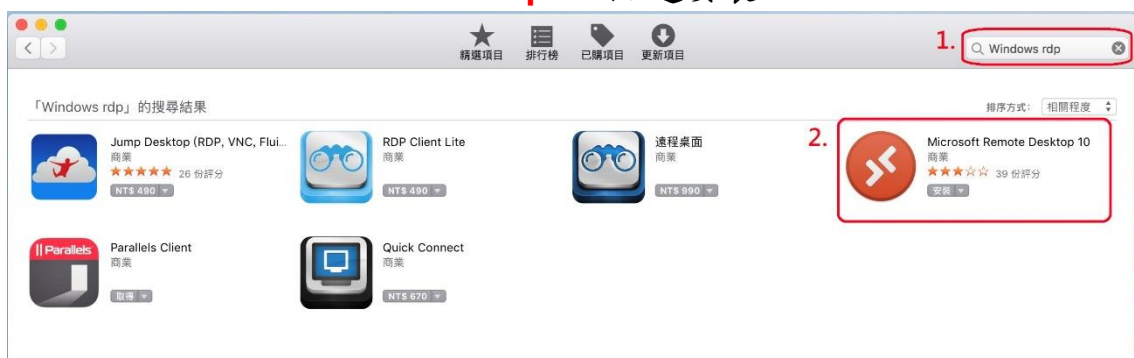 精選項目 排行榜 已購項目 更新項目
1. Windows rdp
「Windows rdp」的搜尋結果
排序方式: 相關程度
Jump Desktop (RDP, VNC, Flui...
商業
26 份評分
NT$ 490
RDP Client Lite
商業
NT$ 490
遠程桌面
商業
NT$ 990
2.
Microsoft Remote Desktop 10
商業
39 份評分
安裝
Parallels
Parallels Client
商業
取得
Quick Connect
商業
NT$ 670